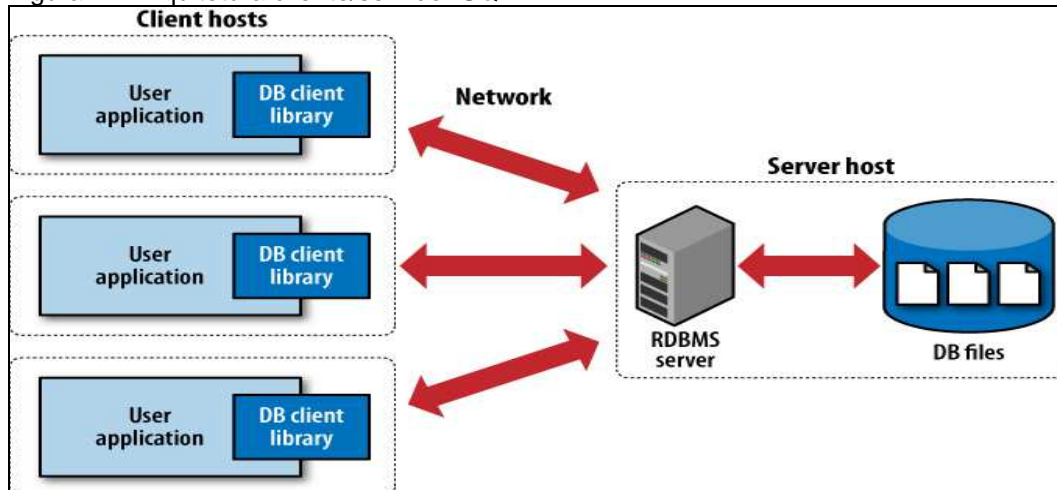 Client hosts
User
application
DB client
library
Network
Server host
User
application
DB client
library
RDBMS
server
DB files
User
application
DB client
library